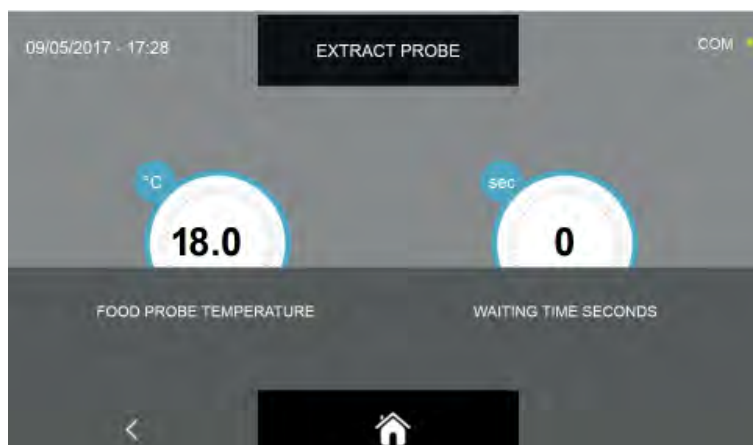 09/05/2017 - 17:28
EXTRACT PROBE
COM
°C
sec
18.0
0
FOOD PROBE TEMPERATURE
WAITING TIME SECONDS